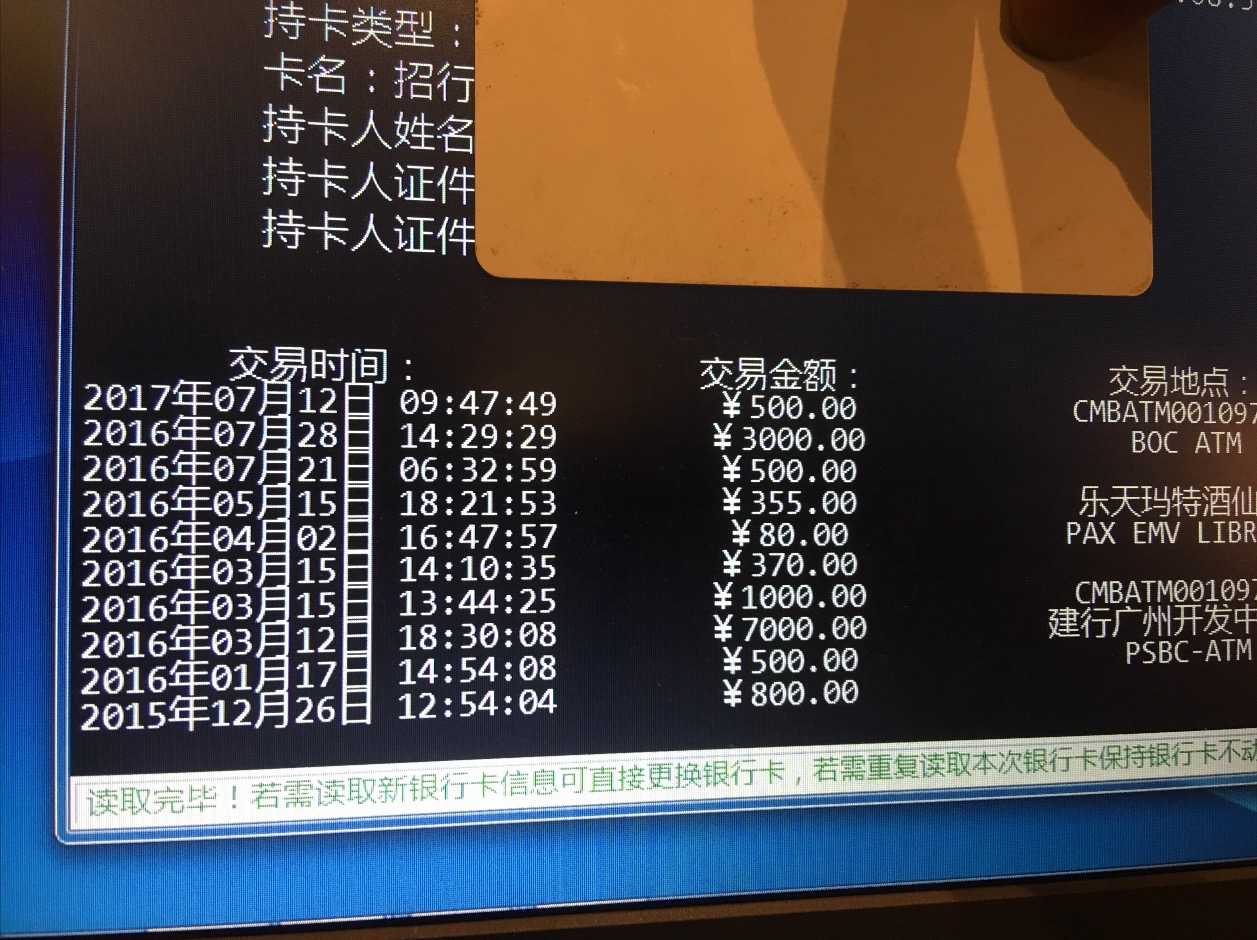 持卡类型：
卡名：招行
持卡人姓名
持卡人证件
持卡人证件
交易时间： 交易金额： 交易地点：
2017年07月12日 09:47:49 ¥500.00 CMBATM001097
2016年07月28日 14:29:29 ¥3000.00 BOC ATM
2016年07月21日 06:32:59 ¥500.00
2016年05月15日 18:21:53 ¥355.00 乐天玛特酒仙
2016年04月02日 16:47:57 ¥80.00 PAX EMV LIBR
2016年03月15日 14:10:35 ¥370.00
2016年03月15日 13:44:25 ¥1000.00 CMBATM001097
2016年03月12日 18:30:08 ¥7000.00 建行广州开发中
2016年01月17日 14:54:08 ¥500.00 PSBC-ATM
2015年12月26日 12:54:04 ¥800.00
读取完毕！若需读取新银行卡信息可直接更换银行卡，若需重复读取本次银行卡保持银行卡不动